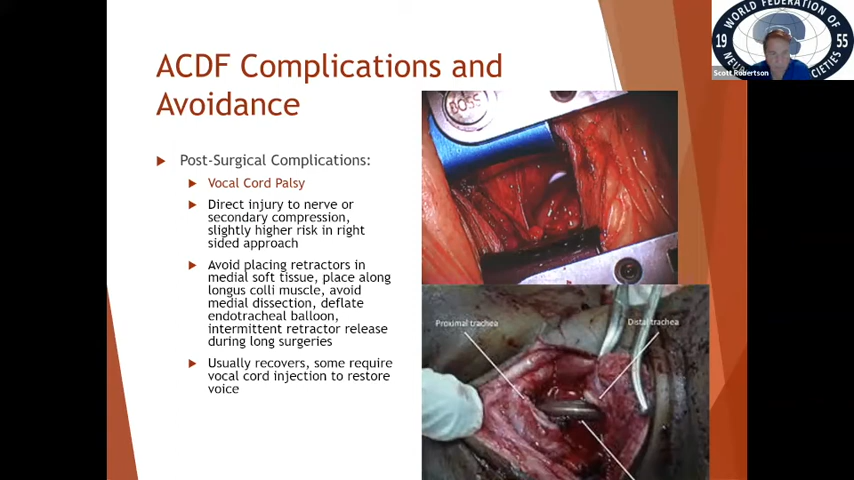 ACDF Complications and
Avoidance
Post-Surgical Complications:
Vocal Cord Palsy
Direct injury to nerve or
secondary compression,
slightly higher risk in right
sided approach
Avoid placing retractors in
medial soft tissue, place along
longus colli muscle, avoid
medial dissection, deflate
endotracheal balloon,
intermittent retractor release
during long surgeries
Usually recovers, some require
vocal cord injection to restore
voice
BOSS
Proximal trachea
Distal trachea
WORLD FEDERATION OF
19 55
Scott Robertson